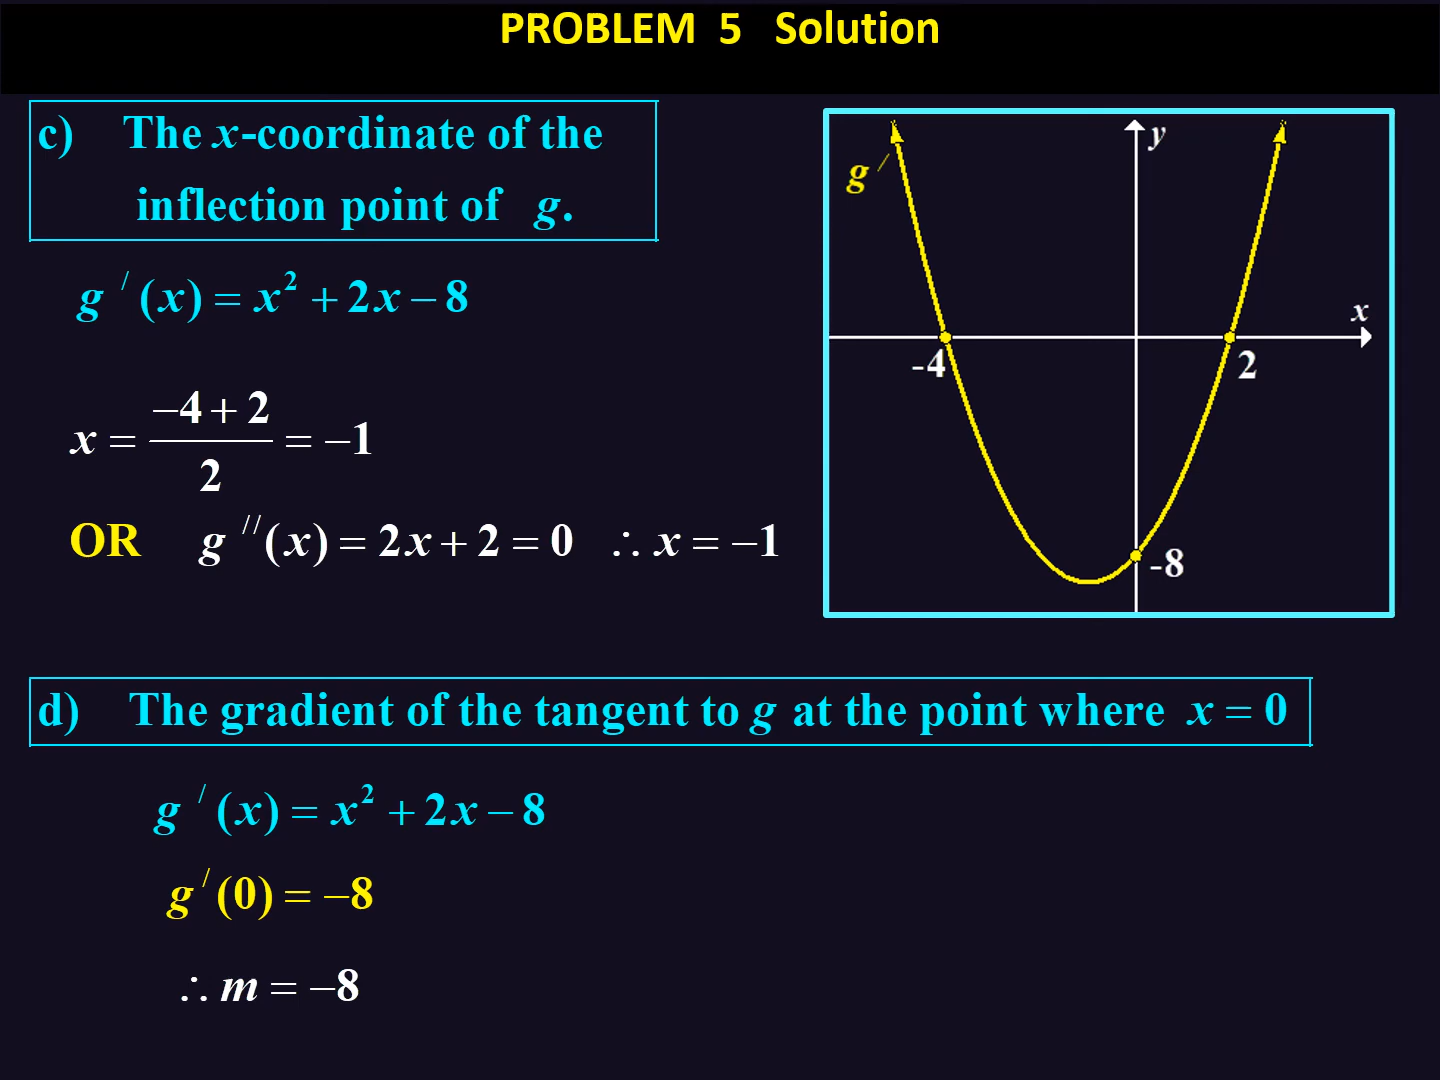 PROBLEM 5 Solution
c) The x-coordinate of the
inflection point of g.
g′(x) = x² + 2x − 8
x = (−4 + 2)/2 = −1
OR g′′(x) = 2x + 2 = 0 ∴ x = −1
g′
y
x
-4
2
-8
d) The gradient of the tangent to g at the point where x = 0
g′(x) = x² + 2x − 8
g′(0) = −8
∴ m = −8